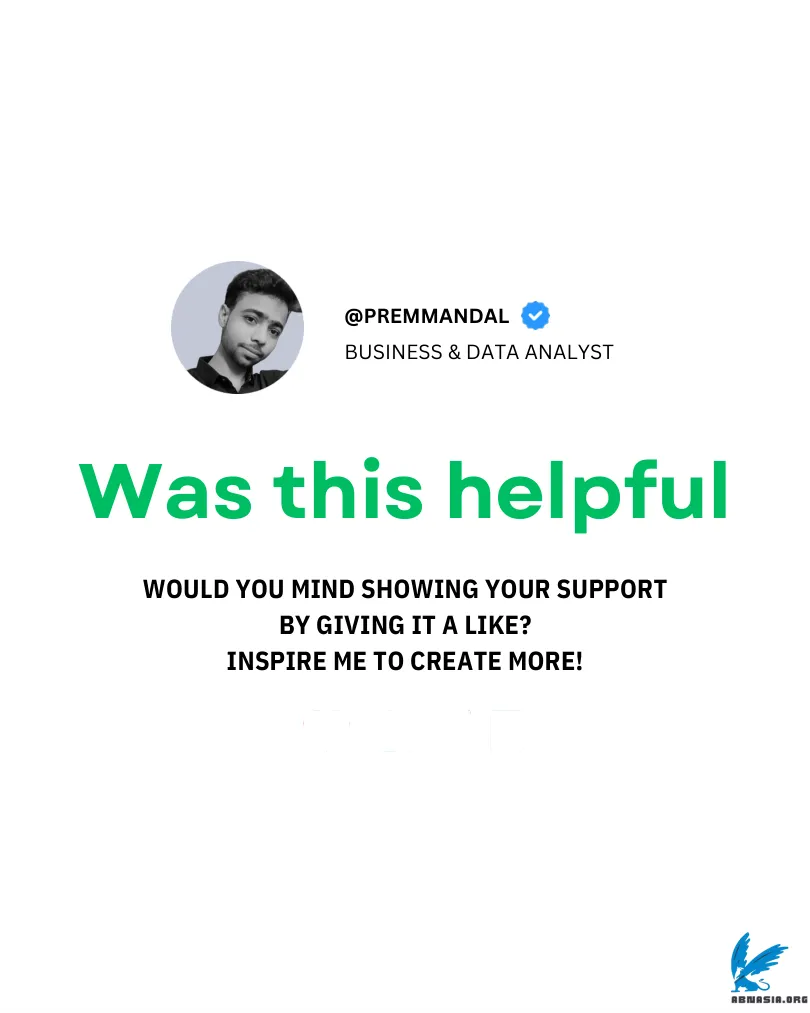 @PREMMANDAL
BUSINESS & DATA ANALYST
Was this helpful
WOULD YOU MIND SHOWING YOUR SUPPORT
BY GIVING IT A LIKE?
INSPIRE ME TO CREATE MORE!
ABNASIA.ORG